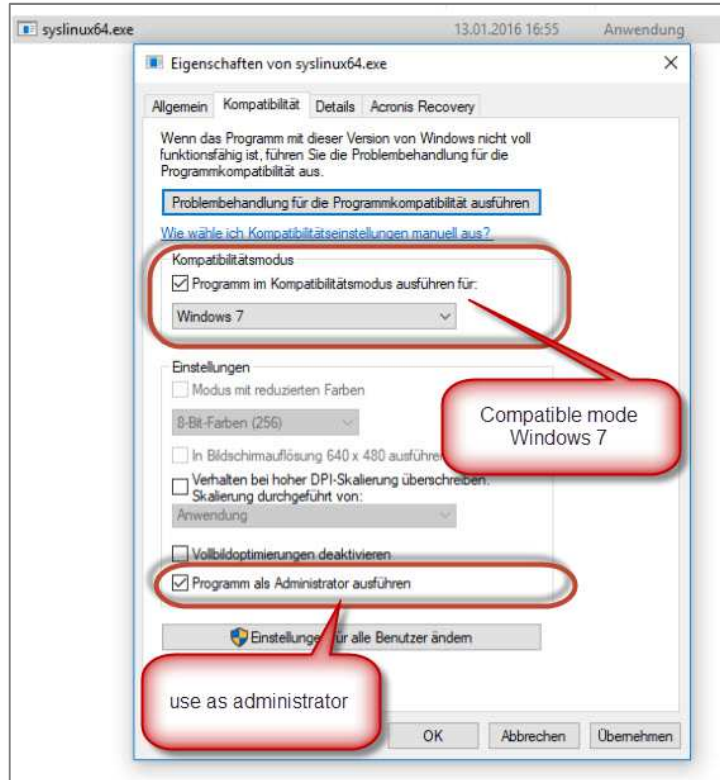 syslinux64.exe 13.01.2016 16:55 Anwendung
Eigenschaften von syslinux64.exe
Allgemein Kompatibilität Details Acronis Recovery
Wenn das Programm mit dieser Version von Windows nicht voll
funktionsfähig ist, führen Sie die Problembehandlung für die
Programmkompatibilität aus.
Problembehandlung für die Programmkompatibilität ausführen
Wie wähle ich Kompatibilitätseinstellungen manuell aus?
Kompatibilitätsmodus
Programm im Kompatibilitätsmodus ausführen für:
Windows 7
Einstellungen
Modus mit reduzierten Farben
8-Bit-Farben (256)
Compatible mode
Windows 7
In Bildschirmauflösung 640 x 480 ausführe
Verhalten bei hoher DPI-Skalierung überschreiben.
Skalierung durchgeführt von:
Anwendung
Vollbildoptimierungen deaktivieren
Programm als Administrator ausführen
Einstellunge für alle Benutzer ändern
use as administrator
OK Abbrechen Übernehmen